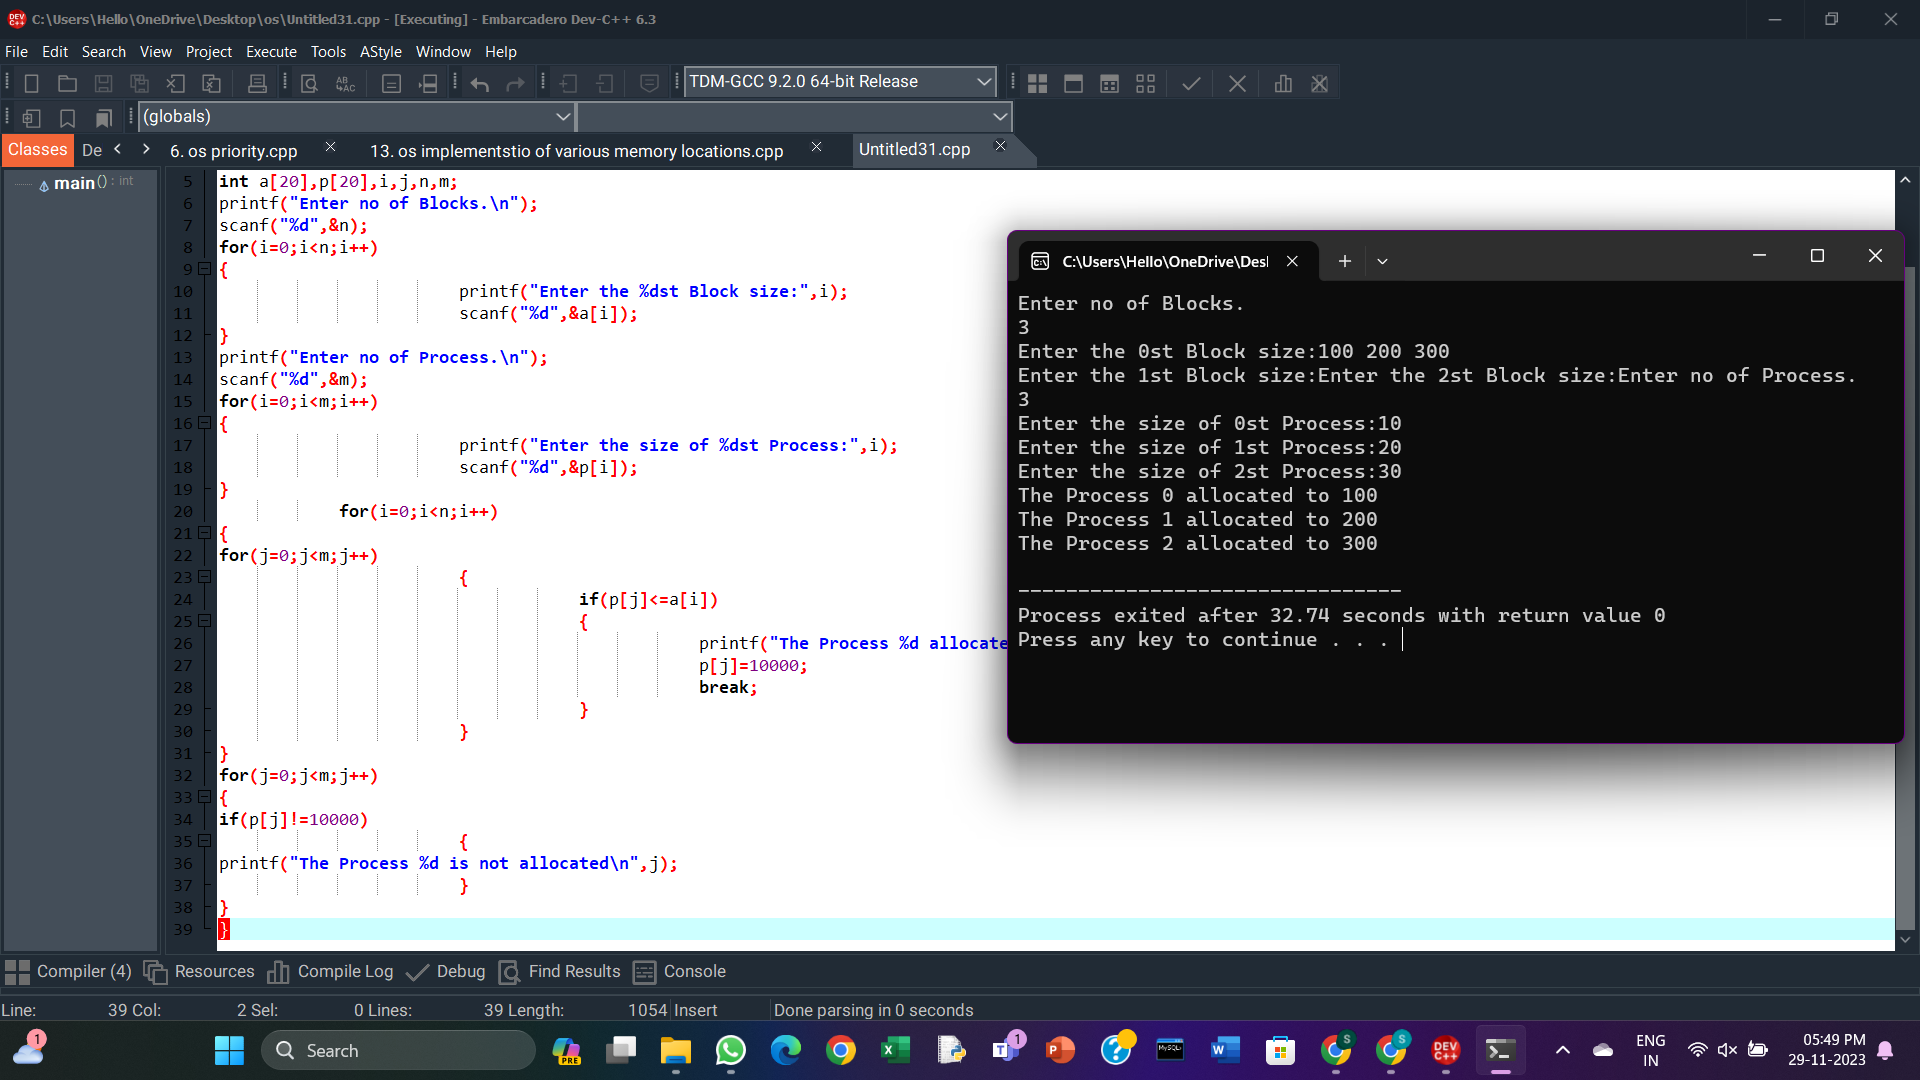 C:\Users\Hello\OneDrive\Desktop\os\Untitled31.cpp - [Executing] - Embarcadero Dev-C++ 6.3
File Edit Search View Project Execute Tools AStyle Window Help
TDM-GCC 9.2.0 64-bit Release
(globals)
Classes De 6. os priority.cpp 13. os implementstio of various memory locations.cpp Untitled31.cpp
main() : int
5 int a[20],p[20],i,j,n,m;
6 printf("Enter no of Blocks.\n");
7 scanf("%d",&n);
8 for(i=0;i<n;i++)
9 {
10 printf("Enter the %dst Block size:",i);
11 scanf("%d",&a[i]);
12 }
13 printf("Enter no of Process.\n");
14 scanf("%d",&m);
15 for(i=0;i<m;i++)
16 {
17 printf("Enter the size of %dst Process:",i);
18 scanf("%d",&p[i]);
19 }
20 for(i=0;i<n;i++)
21 {
22 for(j=0;j<m;j++)
23 {
24 if(p[j]<=a[i])
25 {
26 printf("The Process %d allocate
27 p[j]=10000;
28 break;
29 }
30 }
31 }
32 for(j=0;j<m;j++)
33 {
34 if(p[j]!=10000)
35 {
36 printf("The Process %d is not allocated\n",j);
37 }
38 }
39 }
C:\Users\Hello\OneDrive\Des
Enter no of Blocks.
3
Enter the 0st Block size:100 200 300
Enter the 1st Block size:Enter the 2st Block size:Enter no of Process.
3
Enter the size of 0st Process:10
Enter the size of 1st Process:20
Enter the size of 2st Process:30
The Process 0 allocated to 100
The Process 1 allocated to 200
The Process 2 allocated to 300
--------------------------------
Process exited after 32.74 seconds with return value 0
Press any key to continue . . .
Compiler (4) Resources Compile Log Debug Find Results Console
Line: 39 Col: 2 Sel: 0 Lines: 39 Length: 1054 Insert Done parsing in 0 seconds
1 Search PRE 1 MySQL S S DEV C++ ENG IN 05:49 PM
29-11-2023